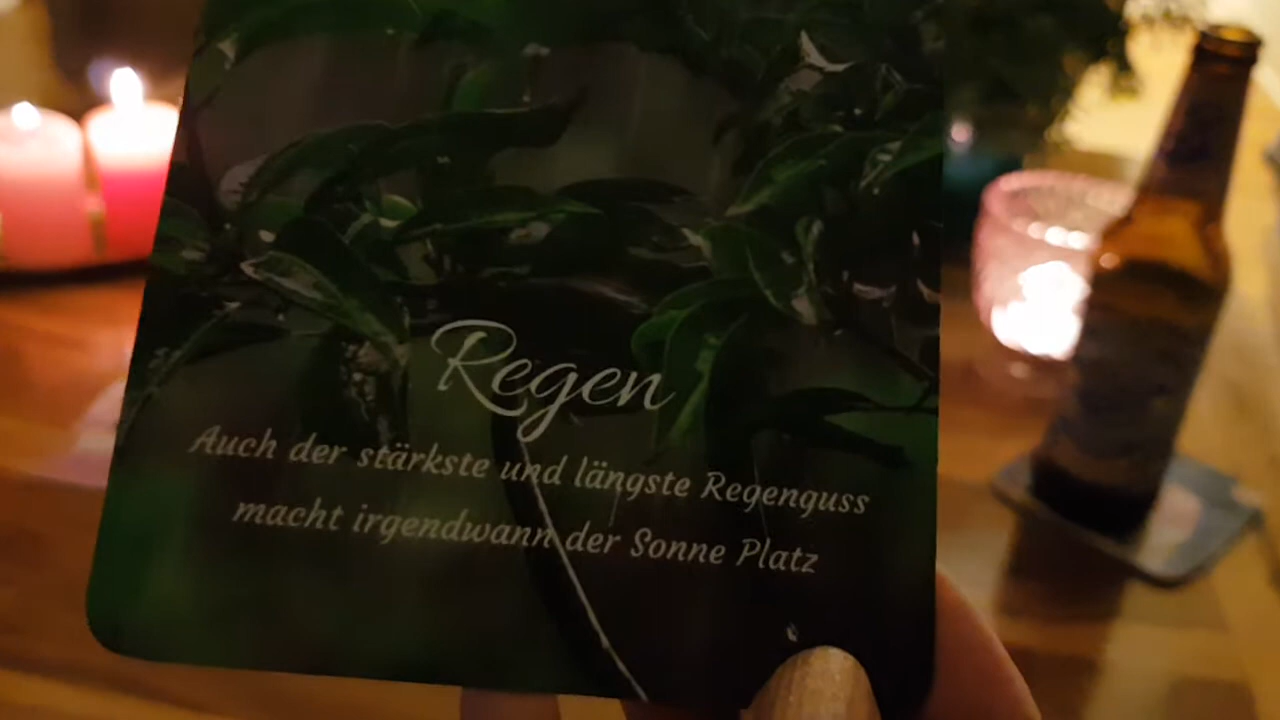 Regen
Auch der stärkste und längste Regenguss
macht irgendwann der Sonne Platz